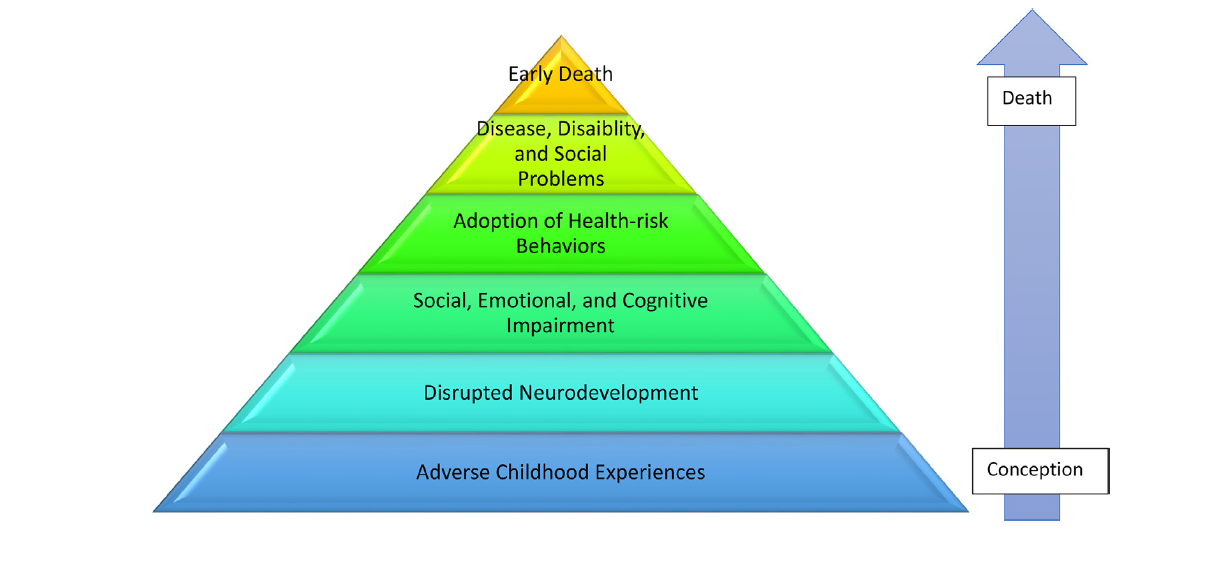 Early Death
Death
Disease, Disaiblity,
and Social
Problems
Adoption of Health-risk
Behaviors
Social, Emotional, and Cognitive
Impairment
Disrupted Neurodevelopment
Adverse Childhood Experiences
Conception